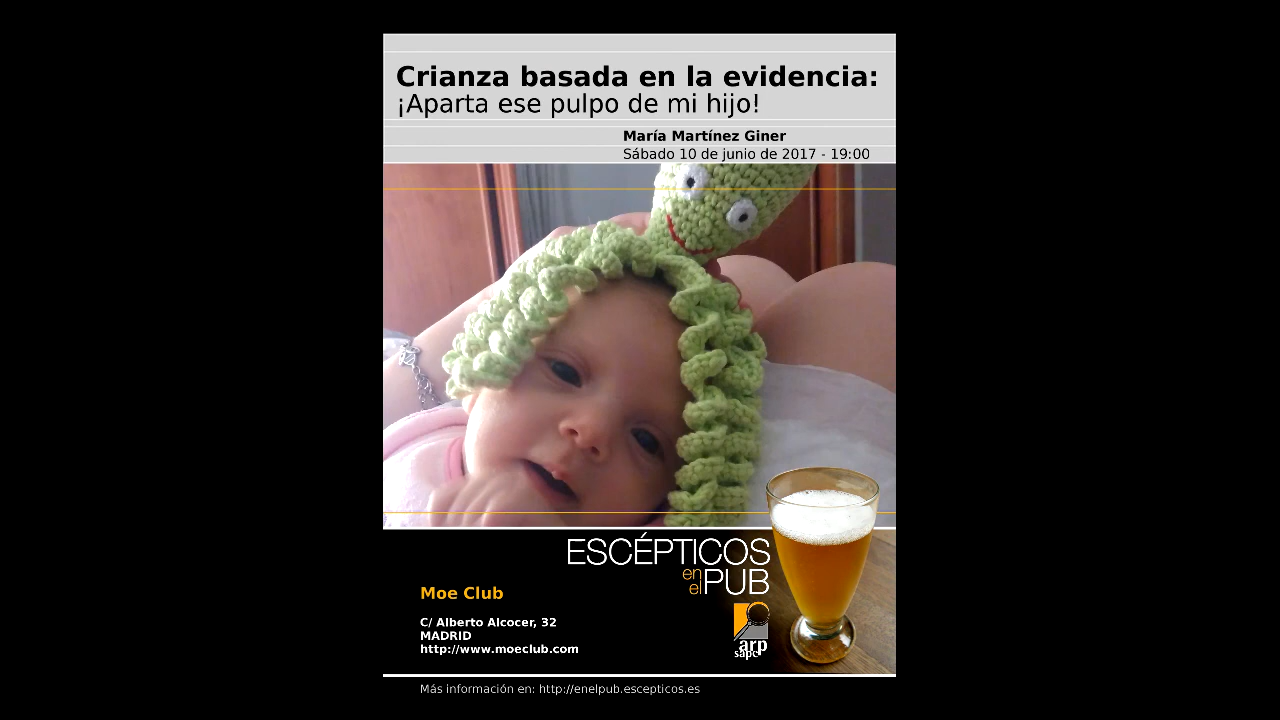 Crianza basada en la evidencia:
¡Aparta ese pulpo de mi hijo!
María Martínez Giner
Sábado 10 de junio de 2017 - 19:00
ESCÉPTICOS
en el PUB
Moe Club
C/ Alberto Alcocer, 32
MADRID
http://www.moeclub.com
arp
sapc
Más información en: http://enelpub.escepticos.es